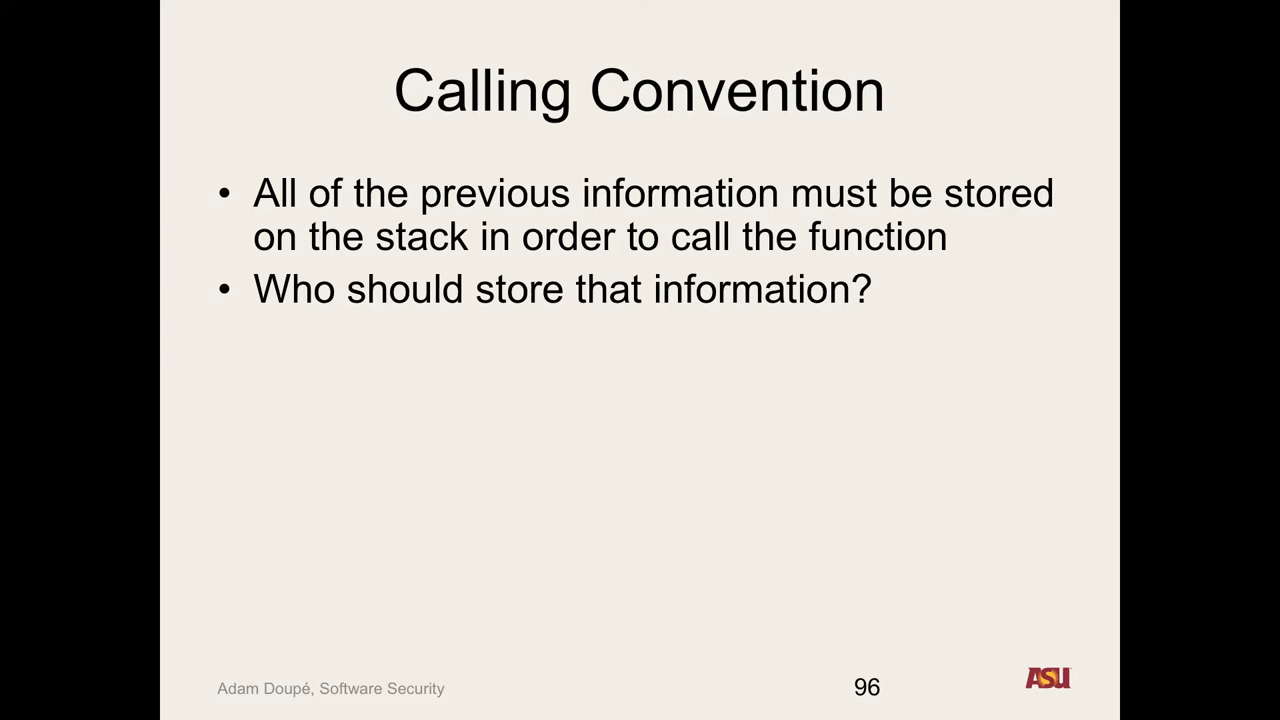 Calling Convention
• All of the previous information must be stored
on the stack in order to call the function
• Who should store that information?
Adam Doupé, Software Security
96
ASU